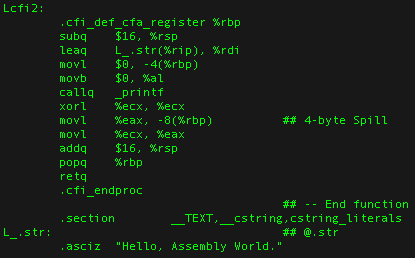 Lcfi2:
.cfi_def_cfa_register %rbp
subq $16, %rsp
leaq L_.str(%rip), %rdi
movl $0, -4(%rbp)
movb $0, %al
callq _printf
xorl %ecx, %ecx
movl %eax, -8(%rbp) ## 4-byte Spill
movl %ecx, %eax
addq $16, %rsp
popq %rbp
retq
.cfi_endproc
## -- End function
.section __TEXT,__cstring,cstring_literals
L_.str: ## @.str
.asciz "Hello, Assembly World."